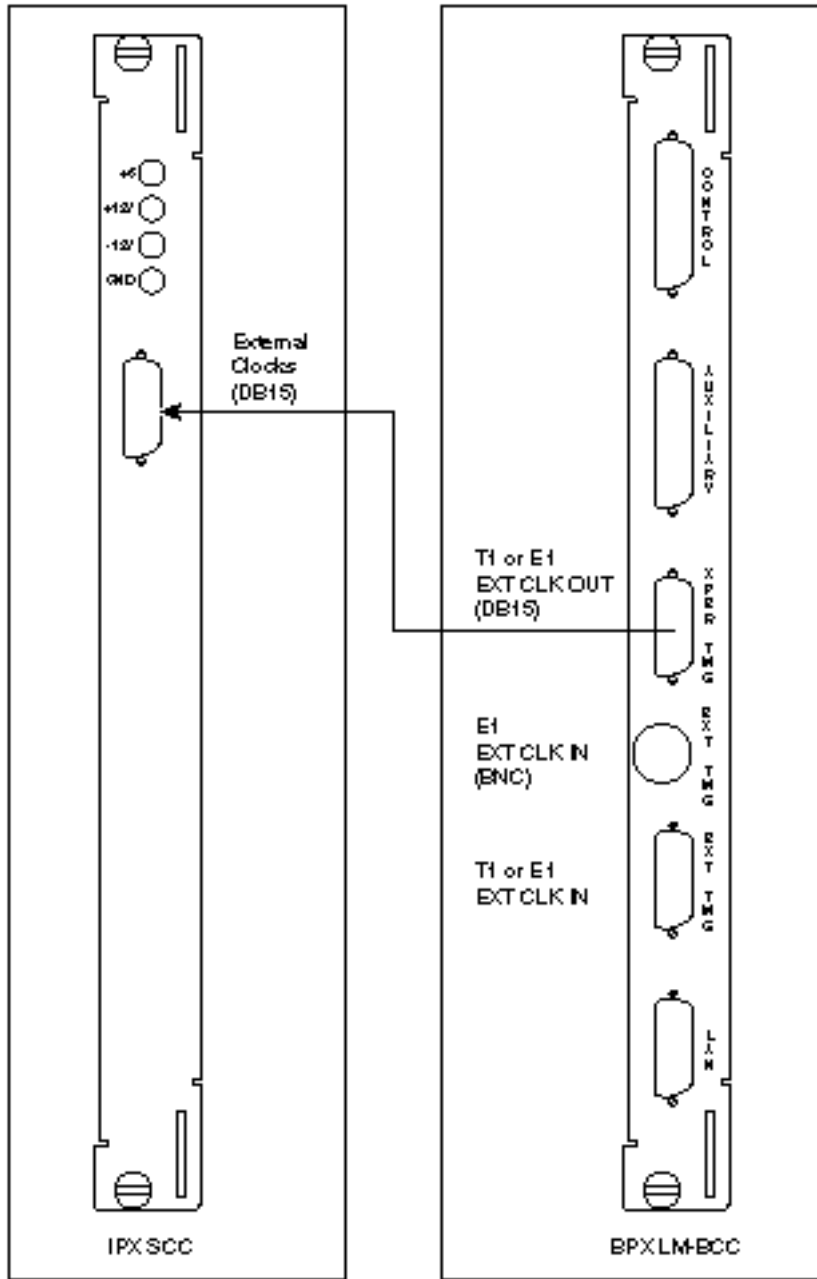 +5
+12V
-12V
GND
External
Clocks
(DB15)
IPX SCC
CONTROL
AUXILIARY
T1 or E1
EXT CLK OUT
(DB15)
XFER TMG
E1
EXT CLK IN
(BNC)
EXT TMG
T1 or E1
EXT CLK IN
EXT TMG
LAN
BPX LM-BCC